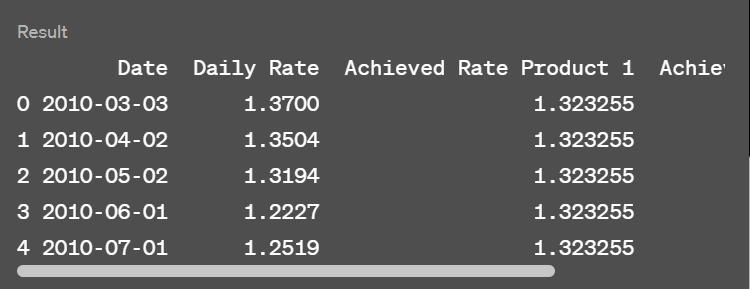 Result
Date Daily Rate Achieved Rate Product 1
0 2010-03-03 1.3700 1.323255
1 2010-04-02 1.3504 1.323255
2 2010-05-02 1.3194 1.323255
3 2010-06-01 1.2227 1.323255
4 2010-07-01 1.2519 1.323255